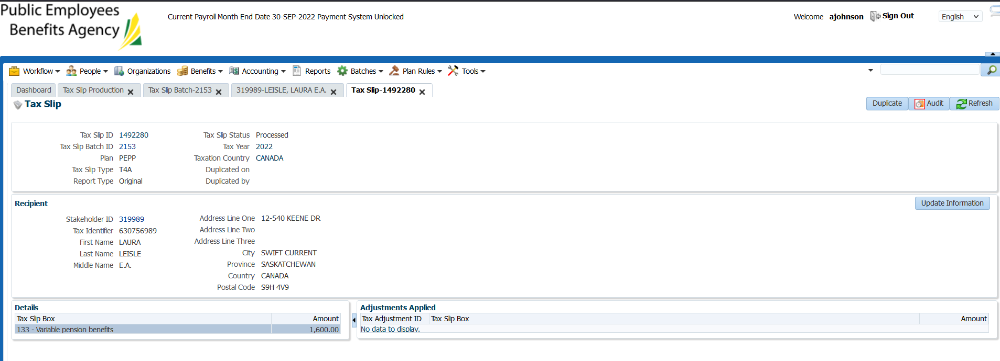 Public Employees
Benefits Agency
Current Payroll Month End Date 30-SEP-2022 Payment System Unlocked
Welcome ajohnson Sign Out English
Workflow People Organizations Benefits Accounting Reports Batches Plan Rules Tools
Dashboard Tax Slip Production Tax Slip Batch-2153 319989-LEISLE, LAURA E.A. Tax Slip-1492280
Tax Slip
Duplicate Audit Refresh
Tax Slip ID 1492280 Tax Slip Status Processed
Tax Slip Batch ID 2153 Tax Year 2022
Plan PEPP Taxation Country CANADA
Tax Slip Type T4A Duplicated on
Report Type Original Duplicated by
Recipient Update Information
Stakeholder ID 319989 Address Line One 12-540 KEENE DR
Tax Identifier 630756989 Address Line Two
First Name LAURA Address Line Three
Last Name LEISLE City SWIFT CURRENT
Middle Name E.A. Province SASKATCHEWAN
Country CANADA
Postal Code S9H 4V9
Details
Tax Slip Box Amount
133 - Variable pension benefits 1,600.00
Adjustments Applied
Tax Adjustment ID Tax Slip Box Amount
No data to display.